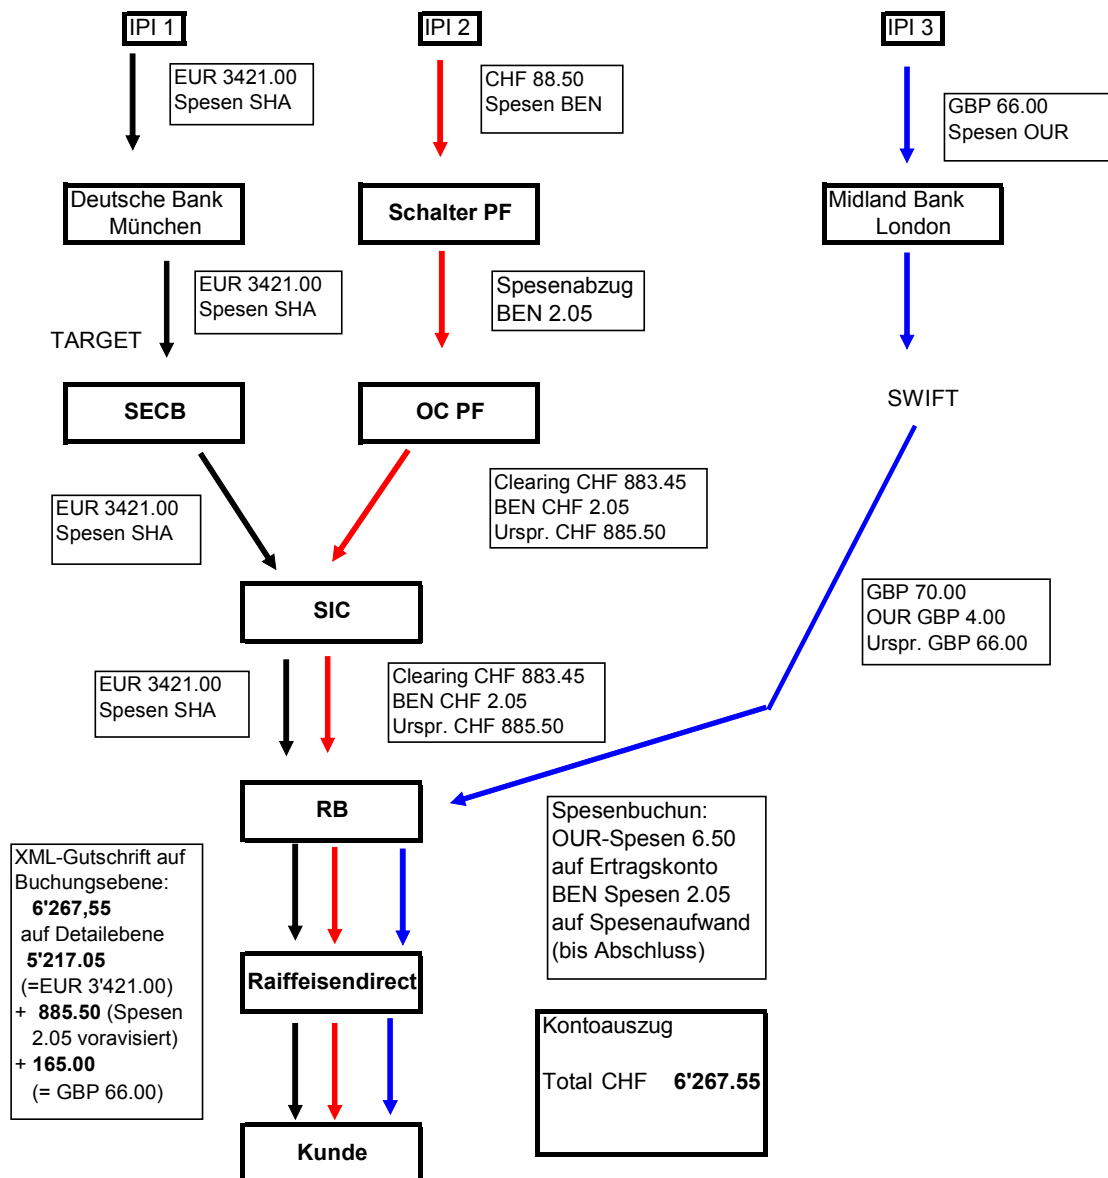 IPI 1
IPI 2
IPI 3
EUR 3421.00
Spesen SHA
CHF 88.50
Spesen BEN
GBP 66.00
Spesen OUR
Deutsche Bank
München
Schalter PF
Midland Bank
London
EUR 3421.00
Spesen SHA
Spesenabzug
BEN 2.05
TARGET
SECB
OC PF
SWIFT
EUR 3421.00
Spesen SHA
Clearing CHF 883.45
BEN CHF 2.05
Urspr. CHF 885.50
SIC
GBP 70.00
OUR GBP 4.00
Urspr. GBP 66.00
EUR 3421.00
Spesen SHA
Clearing CHF 883.45
BEN CHF 2.05
Urspr. CHF 885.50
RB
Spesenbuchun:
OUR-Spesen 6.50
auf Ertragskonto
BEN Spesen 2.05
auf Spesenaufwand
(bis Abschluss)
XML-Gutschrift auf
Buchungsebene:
6'267,55
auf Detailebene
5'217.05
(=EUR 3'421.00)
+ 885.50 (Spesen
2.05 voravisiert)
+ 165.00
(= GBP 66.00)
Raiffeisendirect
Kontoauszug
Total CHF 6'267.55
Kunde